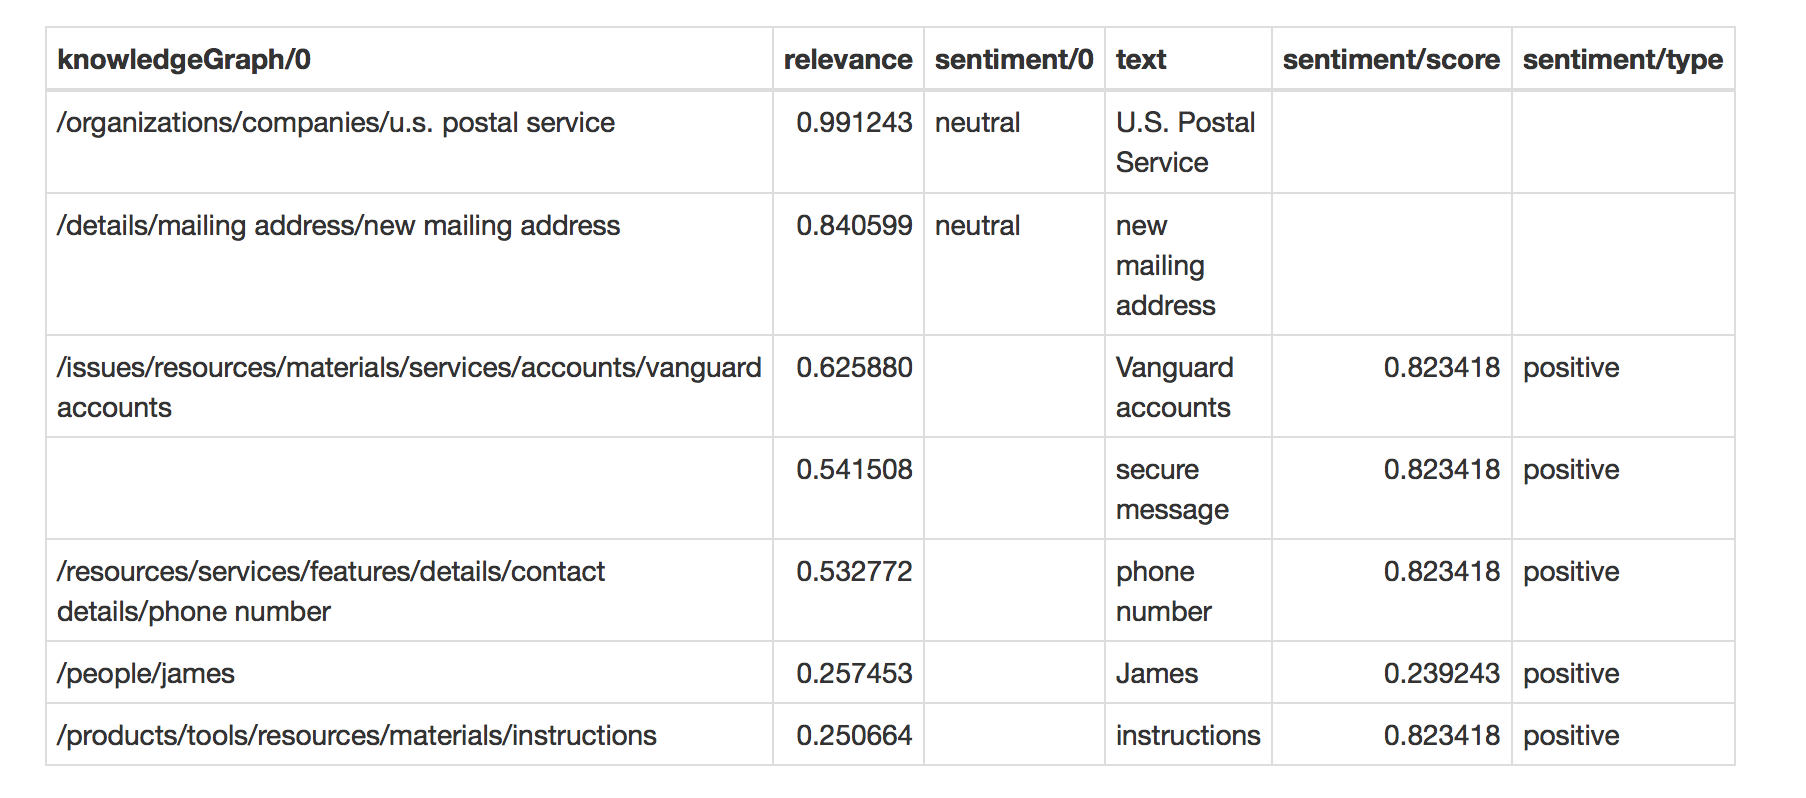 knowledgeGraph/0 relevance sentiment/0 text sentiment/score sentiment/type
/organizations/companies/u.s. postal service 0.991243 neutral U.S. Postal
Service
/details/mailing address/new mailing address 0.840599 neutral new
mailing
address
/issues/resources/materials/services/accounts/vanguard 0.625880 Vanguard 0.823418 positive
accounts accounts
0.541508 secure 0.823418 positive
message
/resources/services/features/details/contact 0.532772 phone 0.823418 positive
details/phone number number
/people/james 0.257453 James 0.239243 positive
/products/tools/resources/materials/instructions 0.250664 instructions 0.823418 positive